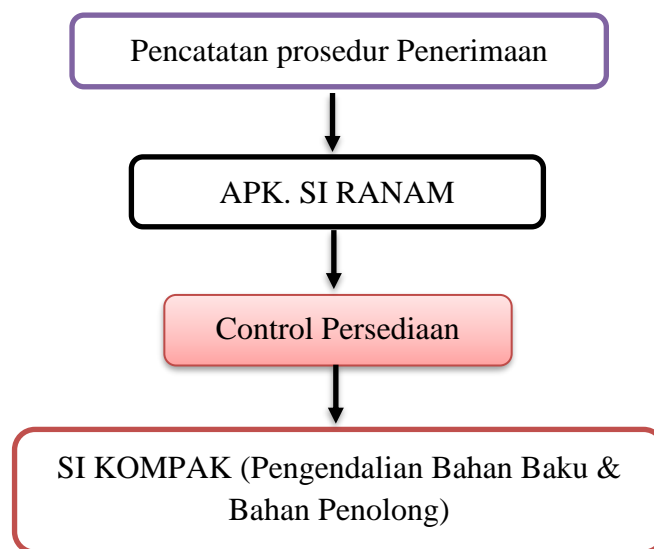 Pencatatan prosedur Penerimaan
APK. SI RANAM
Control Persediaan
SI KOMPAK (Pengendalian Bahan Baku &
Bahan Penolong)